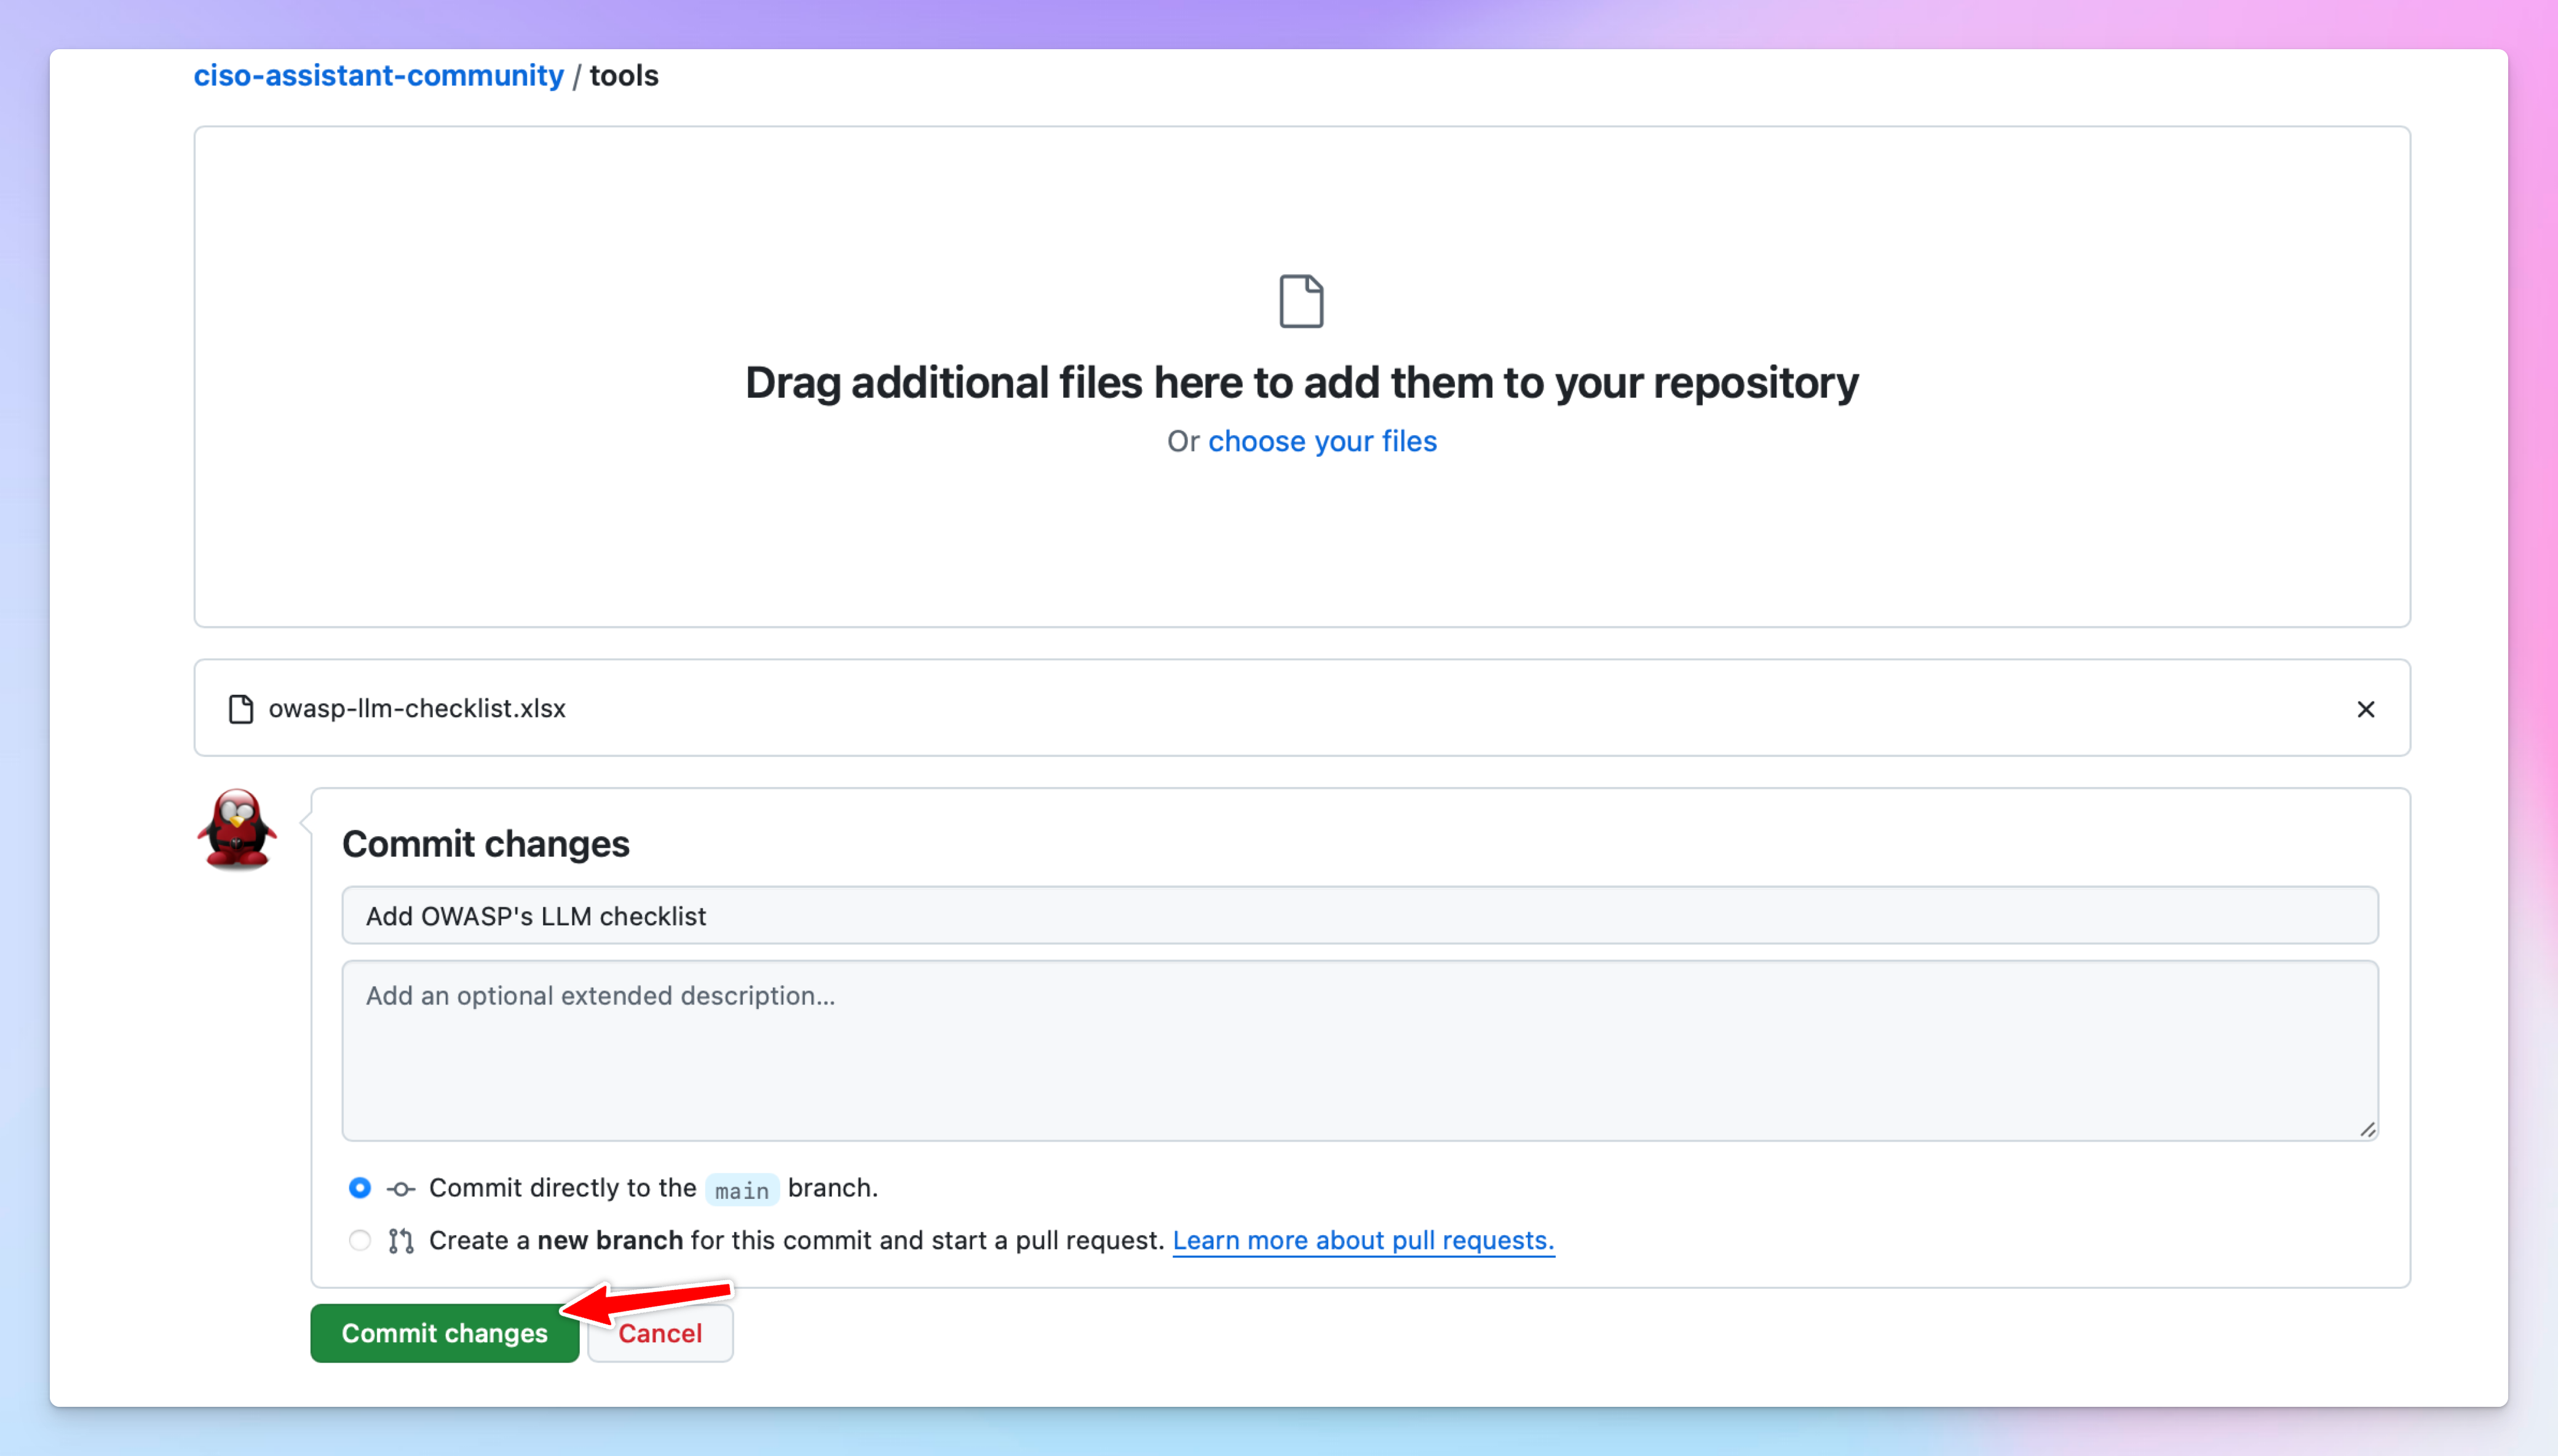 ciso-assistant-community / tools
Drag additional files here to add them to your repository
Or choose your files
owasp-llm-checklist.xlsx
Commit changes
Add OWASP's LLM checklist
Add an optional extended description...
Commit directly to the main branch.
Create a new branch for this commit and start a pull request. Learn more about pull requests.
Commit changes Cancel